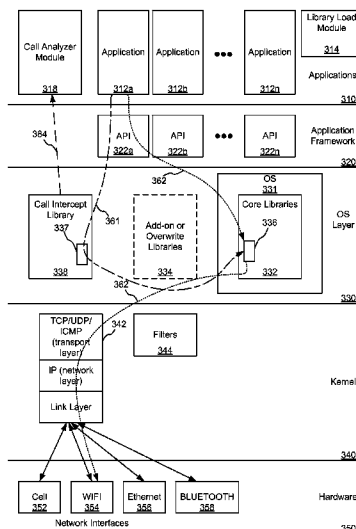 Call Analyzer Module
318
Application
312a
Application
312b
Application
312n
Library Load Module
314
Applications
310
384
API
322a
API
322b
API
322n
Application Framework
320
362
OS
331
Call Intercept Library
337
338
361
Add-on or Overwrite Libraries
334
Core Libraries
336
332
OS Layer
362
330
TCP/UDP/ICMP (transport layer)
342
IP (network layer)
Link Layer
Filters
344
Kernel
340
Cell
352
WIFI
354
Ethernet
356
BLUETOOTH
358
Hardware
Network Interfaces
350